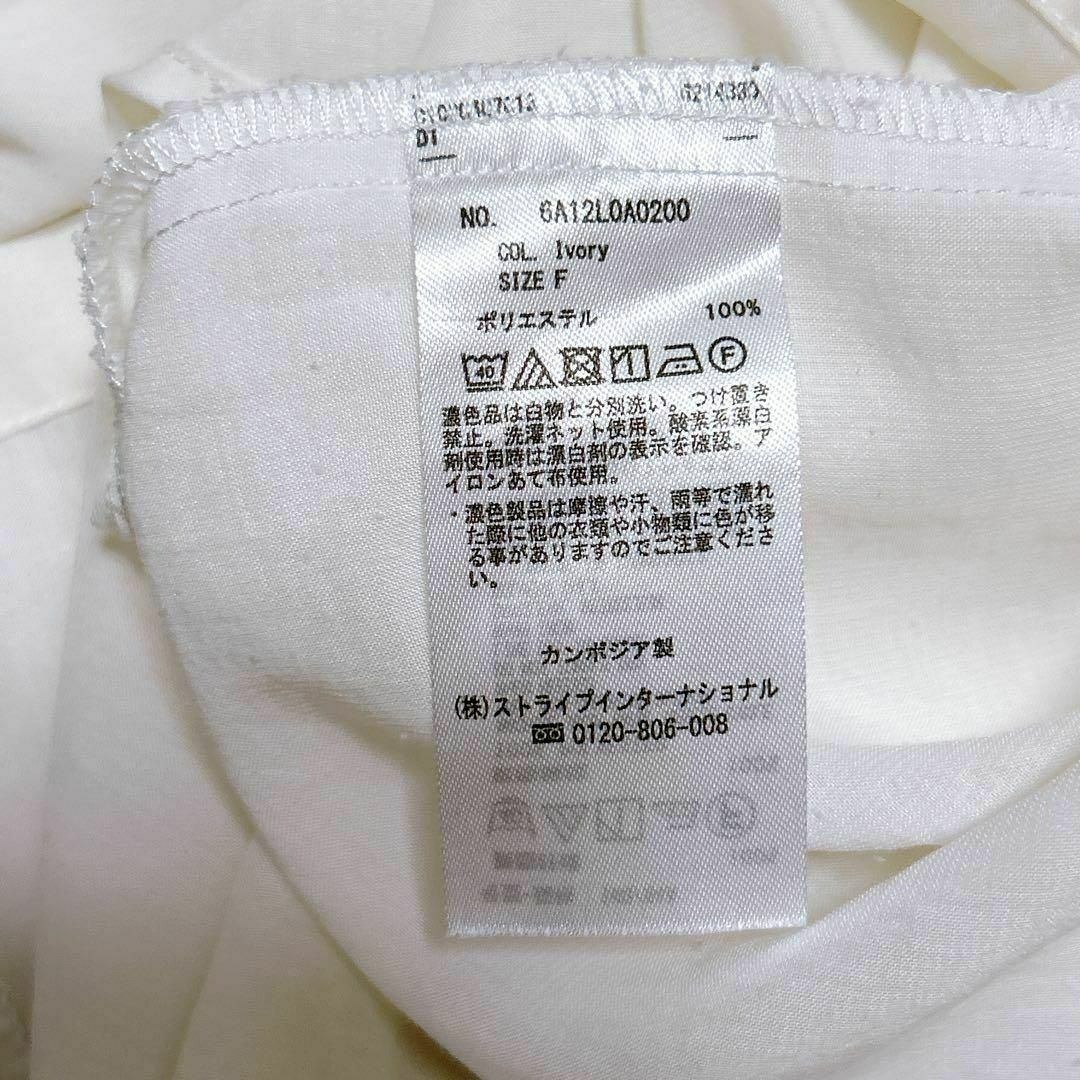 D1
NO. 6A12L0A0200
COL. Ivory
SIZE F
ポリエステル 100%
40 F
濃色品は白物と分別洗い。つけ置き
禁止。洗濯ネット使用。酸素系漂白
剤使用時は漂白剤の表示を確認。ア
イロンあて布使用。
・濃色製品は摩擦や汗、雨等で濡れ
た際に他の衣類や小物類に色が移
る事がありますのでご注意くださ
い。
カンボジア製
(株)ストライプインターナショナル
0120-806-008